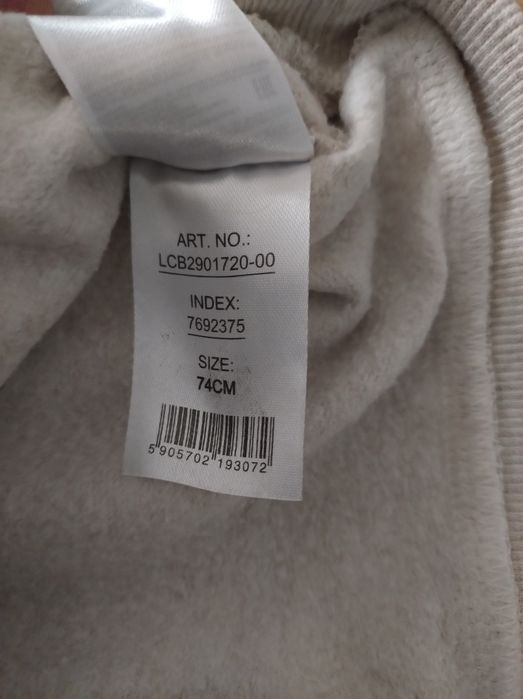 ART. NO.:
LCB2901720-00
INDEX:
7692375
SIZE:
74CM
5 905702 193072